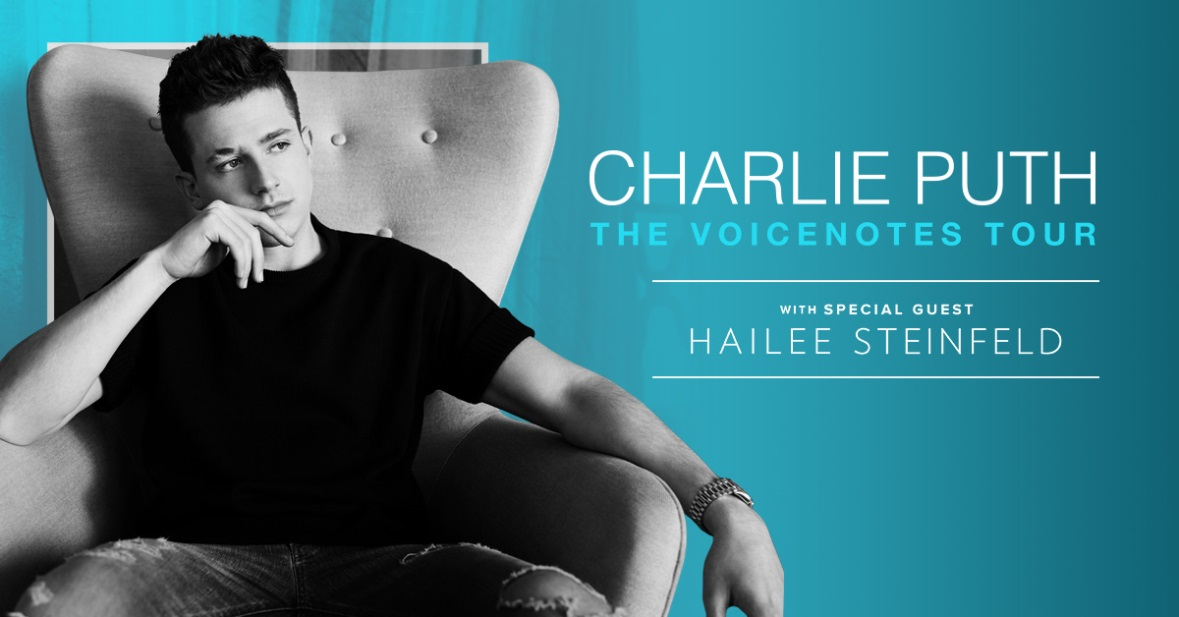 CHARLIE PUTH
THE VOICENOTES TOUR
WITH SPECIAL GUEST
HAILEE STEINFELD